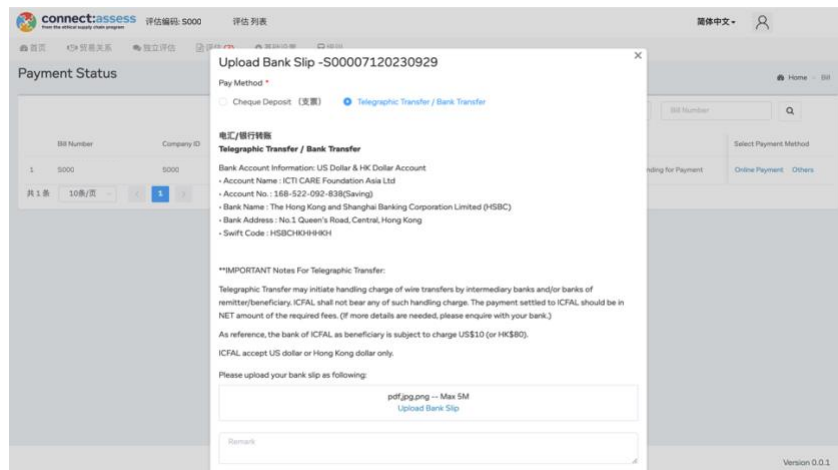 connect:assess
from the ethical supply chain program
评估编码: S000
评估列表
简体中文
首页
贸易关系
独立评估
Payment Status
Home
Bill
Bill Number
Bill Number
Company ID
Select Payment Method
1
5000
5000
nding for Payment
Online Payment
Others
共 1 条
10条/页
1
Upload Bank Slip -S00007120230929
×
Pay Method *
Cheque Deposit (支票)
Telegraphic Transfer / Bank Transfer
电汇/银行转账
Telegraphic Transfer / Bank Transfer
Bank Account Information: US Dollar & HK Dollar Account
- Account Name : ICTI CARE Foundation Asia Ltd
- Account No. : 168-522-092-838(Saving)
- Bank Name : The Hong Kong and Shanghai Banking Corporation Limited (HSBC)
- Bank Address : No.1 Queen's Road, Central, Hong Kong
- Swift Code : HSBCHKHHHKH
**IMPORTANT Notes For Telegraphic Transfer:
Telegraphic Transfer may initiate handling charge of wire transfers by intermediary banks and/or banks of
remitter/beneficiary. ICFAL shall not bear any of such handling charge. The payment settled to ICFAL should be in
NET amount of the required fees. (If more details are needed, please enquire with your bank.)
As reference, the bank of ICFAL as beneficiary is subject to charge US$10 (or HK$80).
ICFAL accept US dollar or Hong Kong dollar only.
Please upload your bank slip as following:
pdf,jpg,png -- Max 5M
Upload Bank Slip
Remark
Version 0.0.1